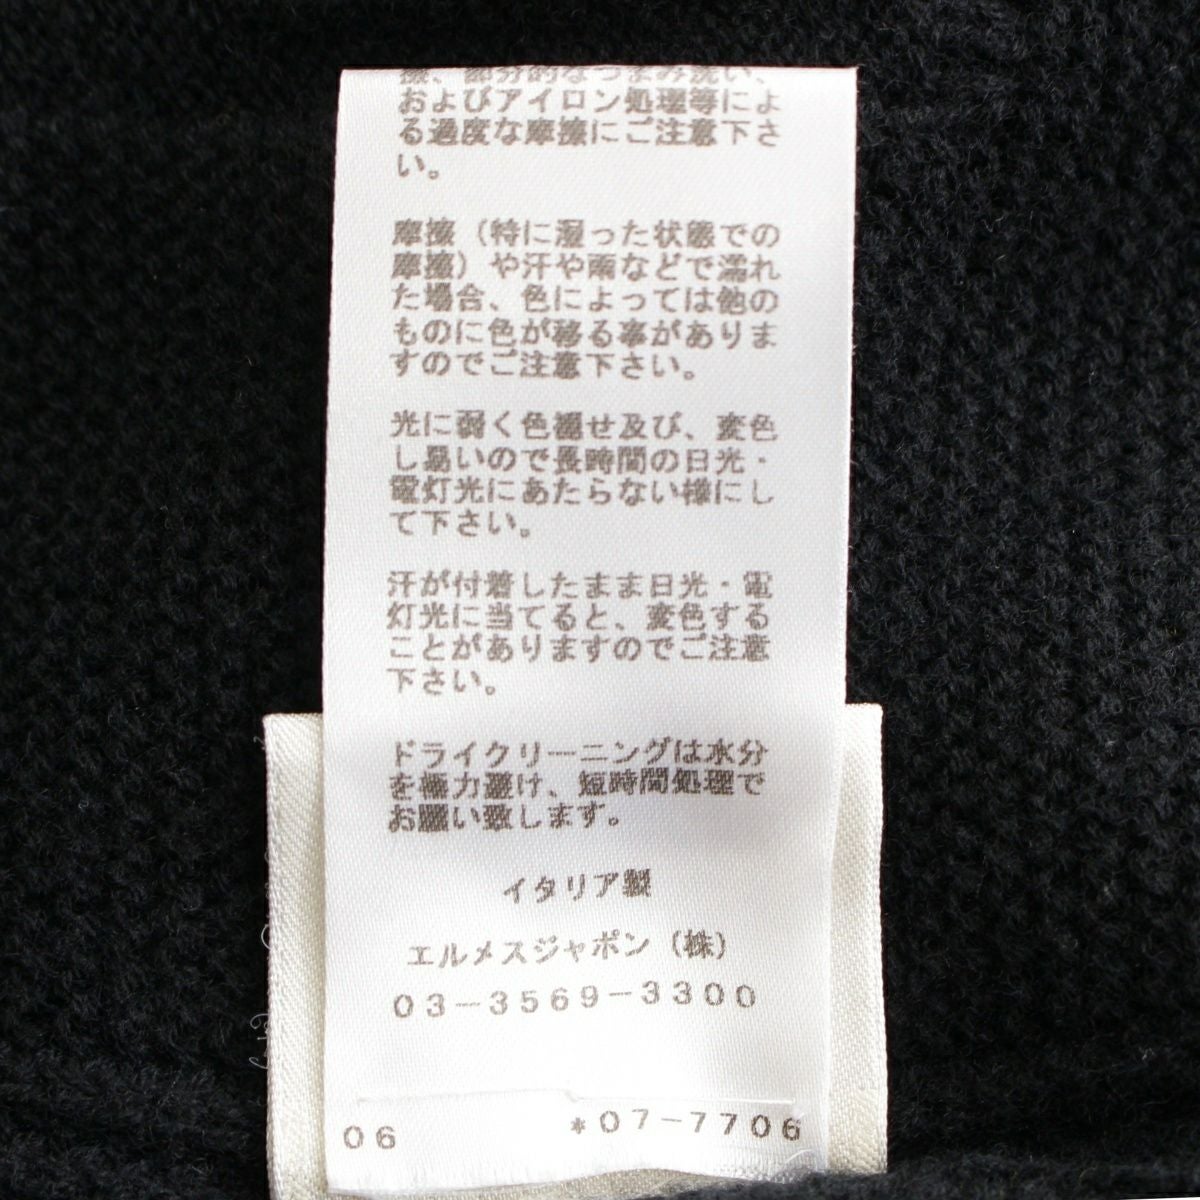 擦、部分的なつまみ洗い、
およびアイロン処理等によ
る過度な摩擦にご注意下さ
い。
摩擦（特に湿った状態での
摩擦）や汗や雨などで濡れ
た場合、色によっては他の
ものに色が移る事がありま
すのでご注意下さい。
光に弱く色褪せ及び、変色
し易いので長時間の日光・
電灯光にあたらない様にし
て下さい。
汗が付着したまま日光・電
灯光に当てると、変色する
ことがありますのでご注意
下さい。
ドライクリーニングは水分
を極力避け、短時間処理で
お願い致します。
イタリア製
エルメスジャポン（株）
03-3569-3300
06 *07-7706